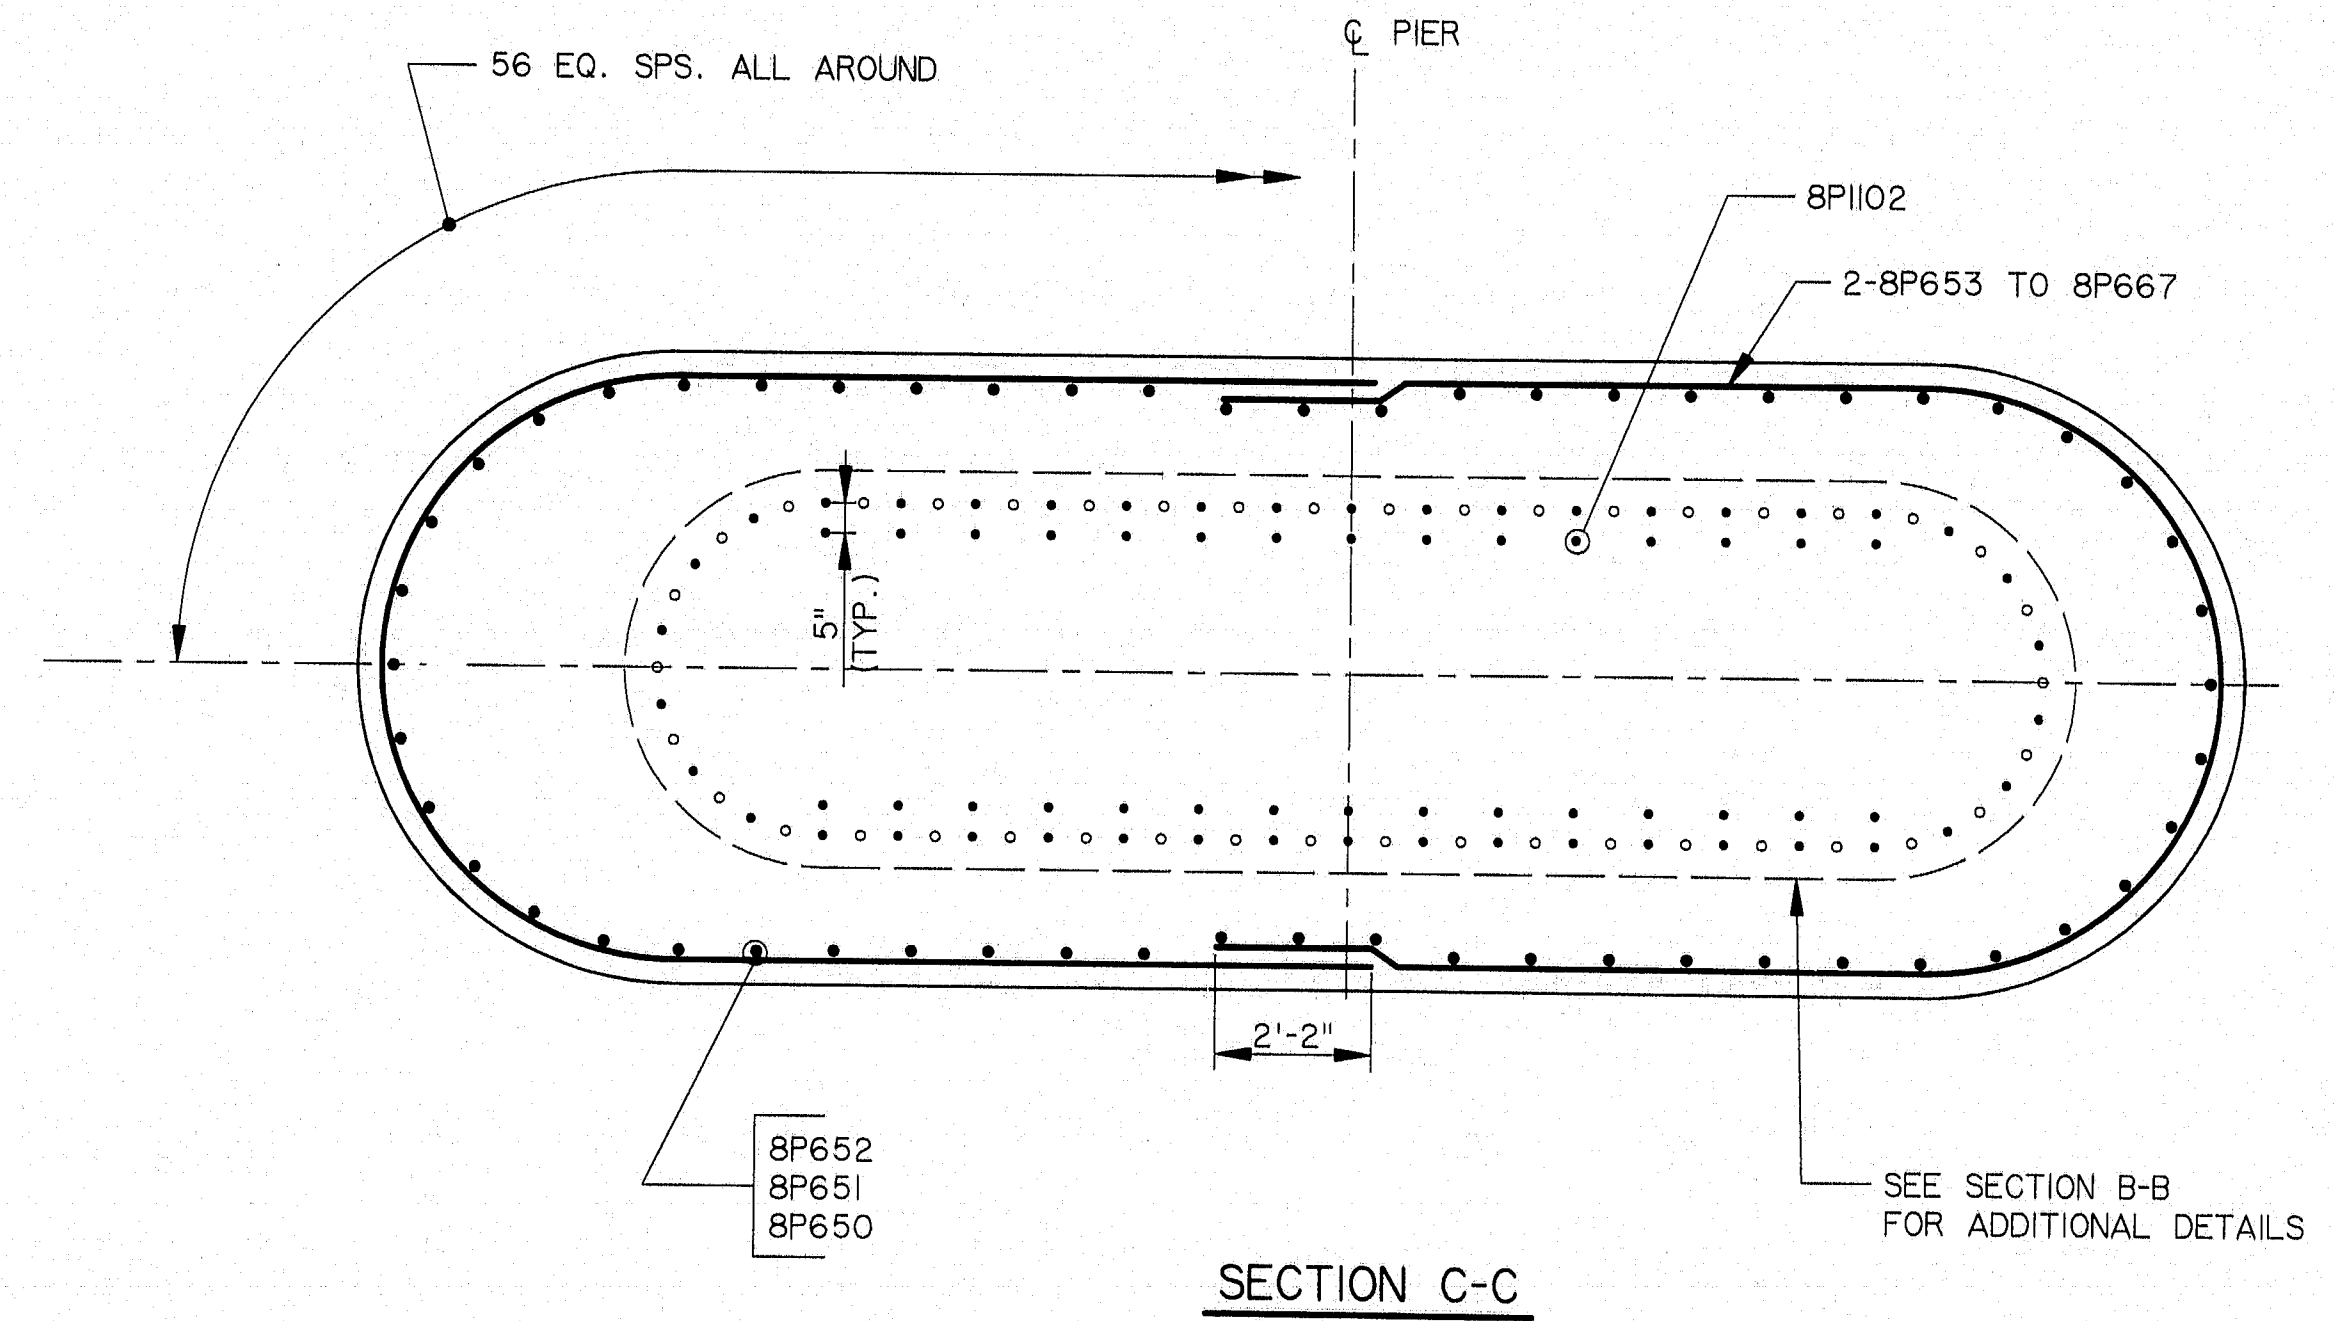 ℄ PIER
56 EQ. SPS. ALL AROUND
8P1102
2-8P653 TO 8P667
5"
(TYP.)
2'-2"
8P652
8P651
8P650
SEE SECTION B-B
FOR ADDITIONAL DETAILS
SECTION C-C